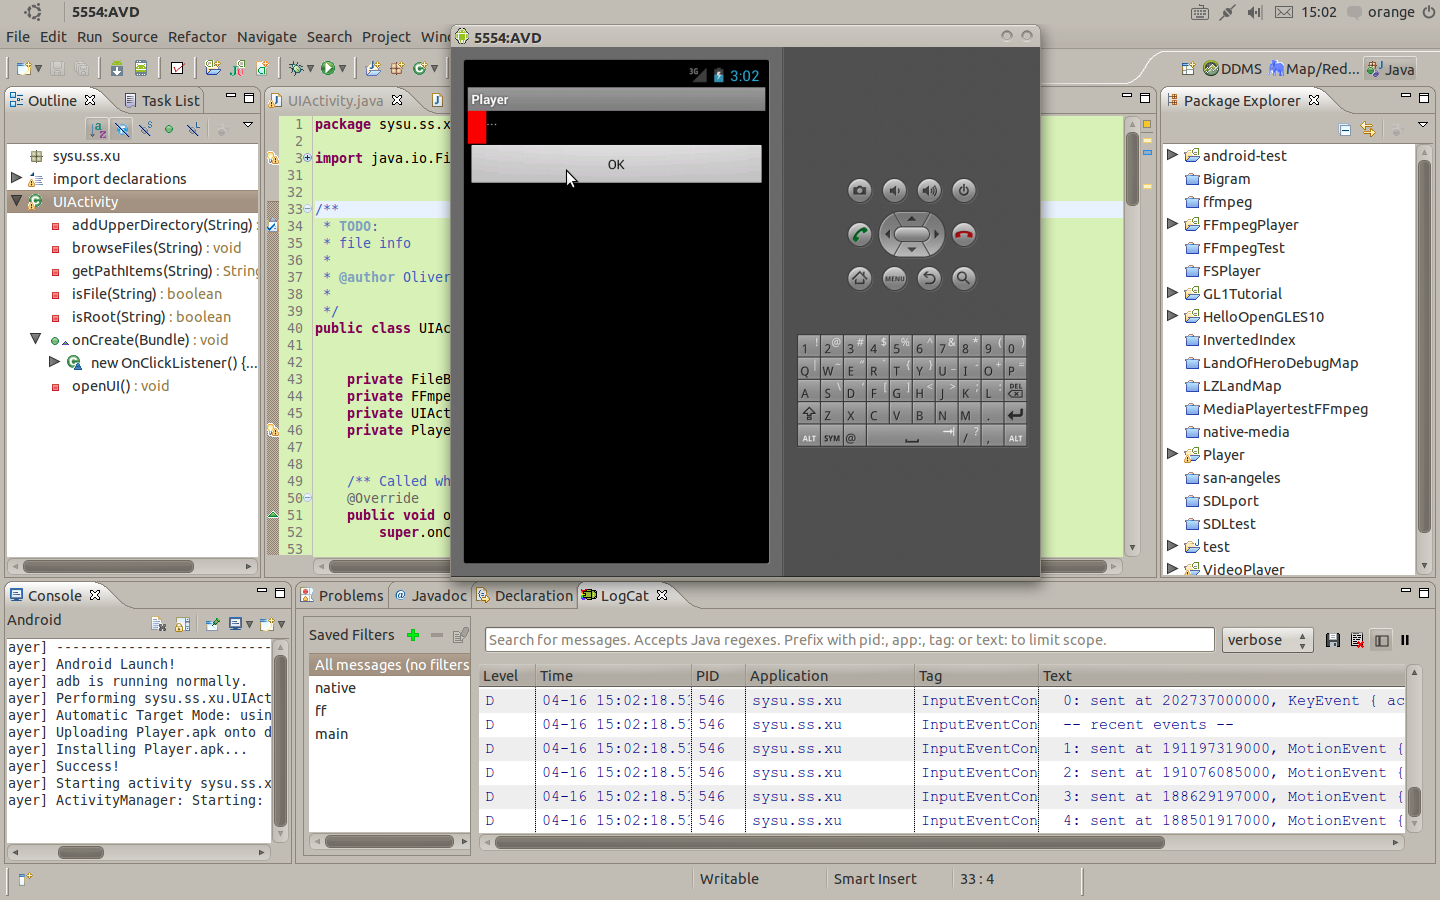 5554:AVD
15:02
orange
File Edit Run Source Refactor Navigate Search Project Win
5554:AVD
DDMS
Map/Red...
Java
Outline
Task List
UIActivity.java
Package Explorer
sysu.ss.xu
import declarations
UIActivity
addUpperDirectory(String) :
browseFiles(String) : void
getPathItems(String) : String
isFile(String) : boolean
isRoot(String) : boolean
onCreate(Bundle) : void
new OnClickListener() {...
openUI() : void
1 package sysu.ss.x
2
3 import java.io.Fi
31
32
33 /**
34 * TODO:
35 * file info
36 *
37 * @author Oliver
38 *
39 */
40 public class UIAc
41
42
43 private FileB
44 private FFmpe
45 private UIAct
46 private Playe
47
48
49 /** Called wh
50 @Override
51 public void o
52 super.onC
53
3G
3:02
Player
...
OK
1 ! 2 @ 3 # 4 $ 5 % 6 ^ 7 & 8 * 9 ( 0 )
Q W E R T Y U I O P
A S D F G H J K L DEL
Z X C V B N M .
ALT SYM @ / ? , ALT
MENU
android-test
Bigram
ffmpeg
FFmpegPlayer
FFmpegTest
FSPlayer
GL1Tutorial
HelloOpenGLES10
InvertedIndex
LandOfHeroDebugMap
LZLandMap
MediaPlayertestFFmpeg
native-media
Player
san-angeles
SDLport
SDLtest
test
VideoPlayer
Console
Android
ayer] ---------------------------
ayer] Android Launch!
ayer] adb is running normally.
ayer] Performing sysu.ss.xu.UIAct
ayer] Automatic Target Mode: usin
ayer] Uploading Player.apk onto d
ayer] Installing Player.apk...
ayer] Success!
ayer] Starting activity sysu.ss.x
ayer] ActivityManager: Starting:
Problems
@ Javadoc
Declaration
LogCat
Saved Filters
All messages (no filters
native
ff
main
Search for messages. Accepts Java regexes. Prefix with pid:, app:, tag: or text: to limit scope.
verbose
Level Time PID Application Tag Text
D 04-16 15:02:18.51 546 sysu.ss.xu InputEventCon 0: sent at 202737000000, KeyEvent { ac
D 04-16 15:02:18.51 546 sysu.ss.xu InputEventCon -- recent events --
D 04-16 15:02:18.51 546 sysu.ss.xu InputEventCon 1: sent at 191197319000, MotionEvent {
D 04-16 15:02:18.51 546 sysu.ss.xu InputEventCon 2: sent at 191076085000, MotionEvent {
D 04-16 15:02:18.51 546 sysu.ss.xu InputEventCon 3: sent at 188629197000, MotionEvent {
D 04-16 15:02:18.51 546 sysu.ss.xu InputEventCon 4: sent at 188501917000, MotionEvent {
Writable
Smart Insert
33 : 4